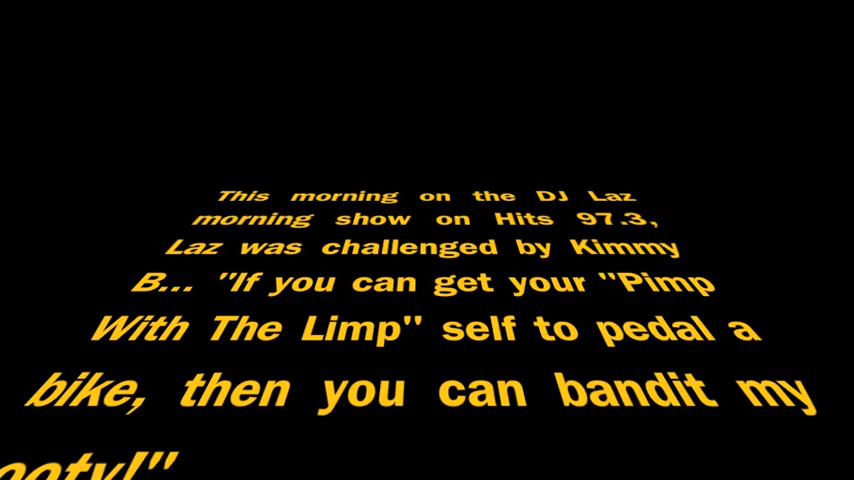 This morning on the DJ Laz
morning show on Hits 97.3,
Laz was challenged by Kimmy
B... "If you can get your "Pimp
With The Limp" self to pedal a
bike, then you can bandit my